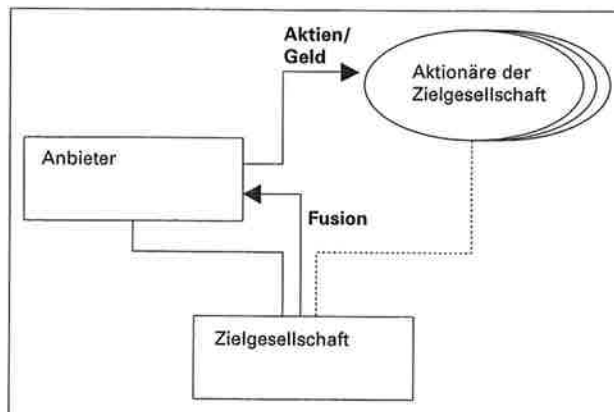 Aktien/
Geld
Aktionäre der
Zielgesellschaft
Anbieter
Fusion
Zielgesellschaft